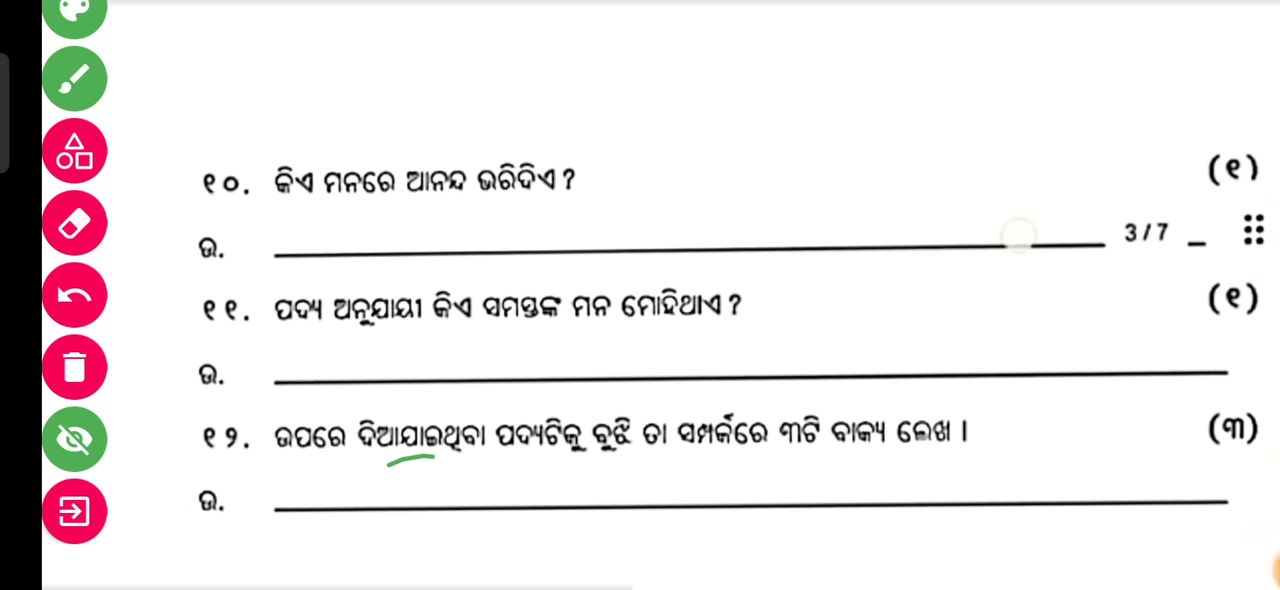 ୧୦. କିଏ ମନରେ ଆନନ୍ଦ ଭରିଦିଏ ? (୧)
ଉ. 3 / 7
୧୧. ପଦ୍ୟ ଅନୁଯାୟୀ କିଏ ସମସ୍ତଙ୍କ ମନ ମୋହିଥାଏ ? (୧)
ଉ.
୧୨. ଉପରେ ଦିଆଯାଇଥିବା ପଦ୍ୟଟିକୁ ବୁଝି ତା ସମ୍ପର୍କରେ ୩ଟି ବାକ୍ୟ ଲେଖ । (୩)
ଉ.